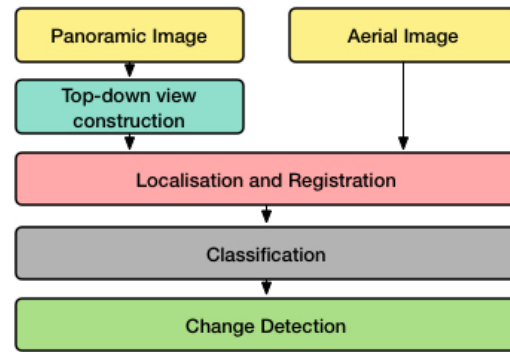 Panoramic Image
Aerial Image
Top-down view
construction
Localisation and Registration
Classification
Change Detection